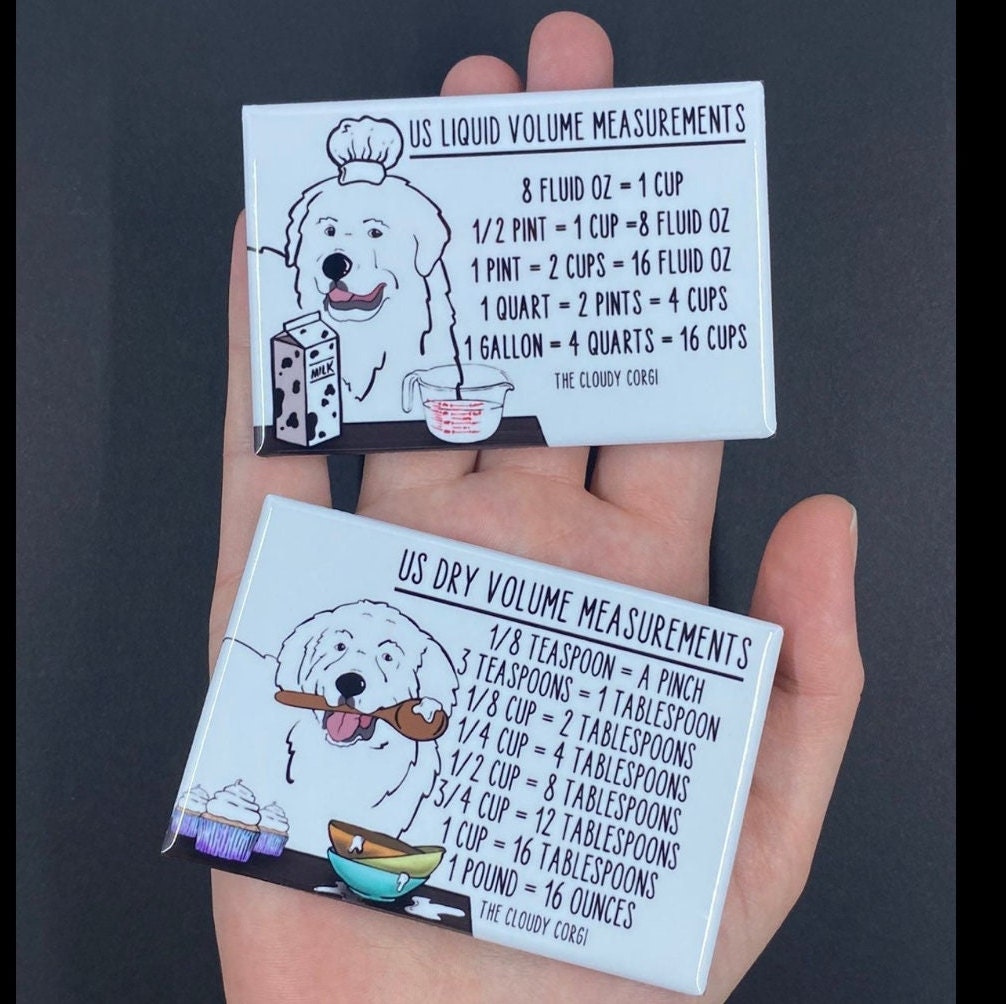 US LIQUID VOLUME MEASUREMENTS
8 FLUID OZ = 1 CUP
1/2 PINT = 1 CUP =8 FLUID OZ
1 PINT = 2 CUPS = 16 FLUID OZ
1 QUART = 2 PINTS = 4 CUPS
1 GALLON = 4 QUARTS = 16 CUPS
THE CLOUDY CORGI
MILK
US DRY VOLUME MEASUREMENTS
1/8 TEASPOON = A PINCH
3 TEASPOONS = 1 TABLESPOON
1/8 CUP = 2 TABLESPOONS
1/4 CUP = 4 TABLESPOONS
1/2 CUP = 8 TABLESPOONS
3/4 CUP = 12 TABLESPOONS
1 CUP = 16 TABLESPOONS
1 POUND = 16 OUNCES
THE CLOUDY CORGI